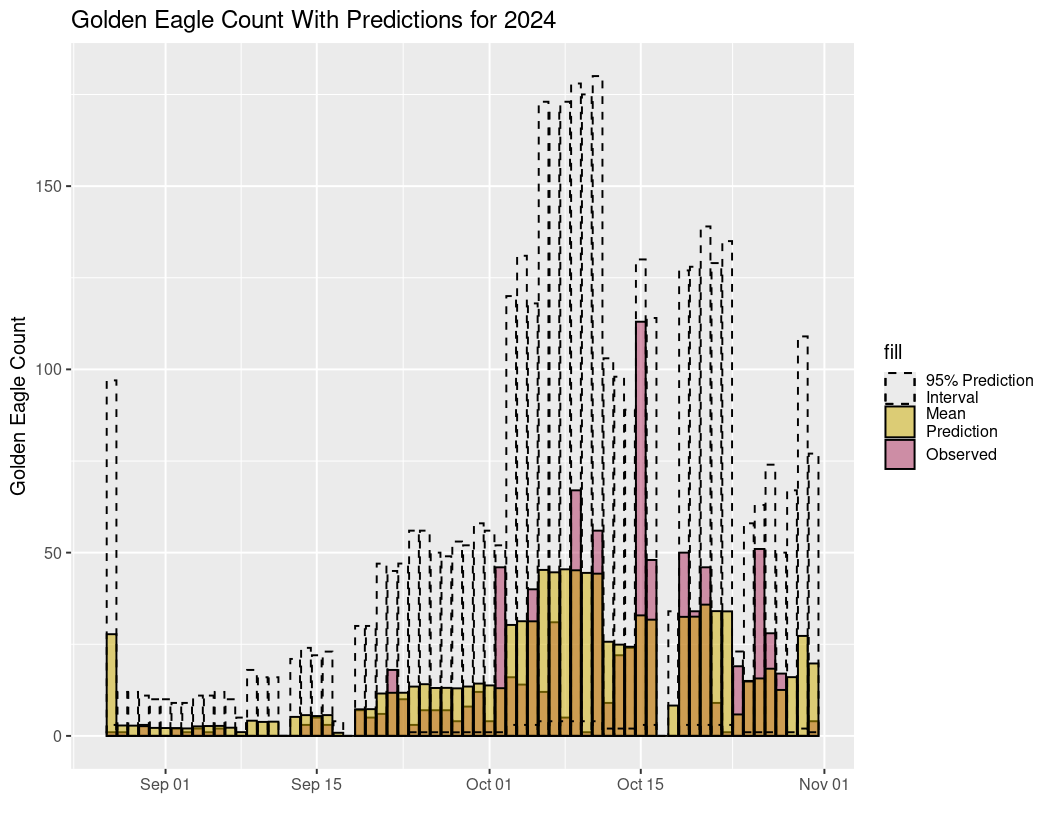 Golden Eagle Count With Predictions for 2024
Golden Eagle Count
150
100
50
0
Sep 01
Sep 15
Oct 01
Oct 15
Nov 01
fill
95% Prediction
Interval
Mean
Prediction
Observed